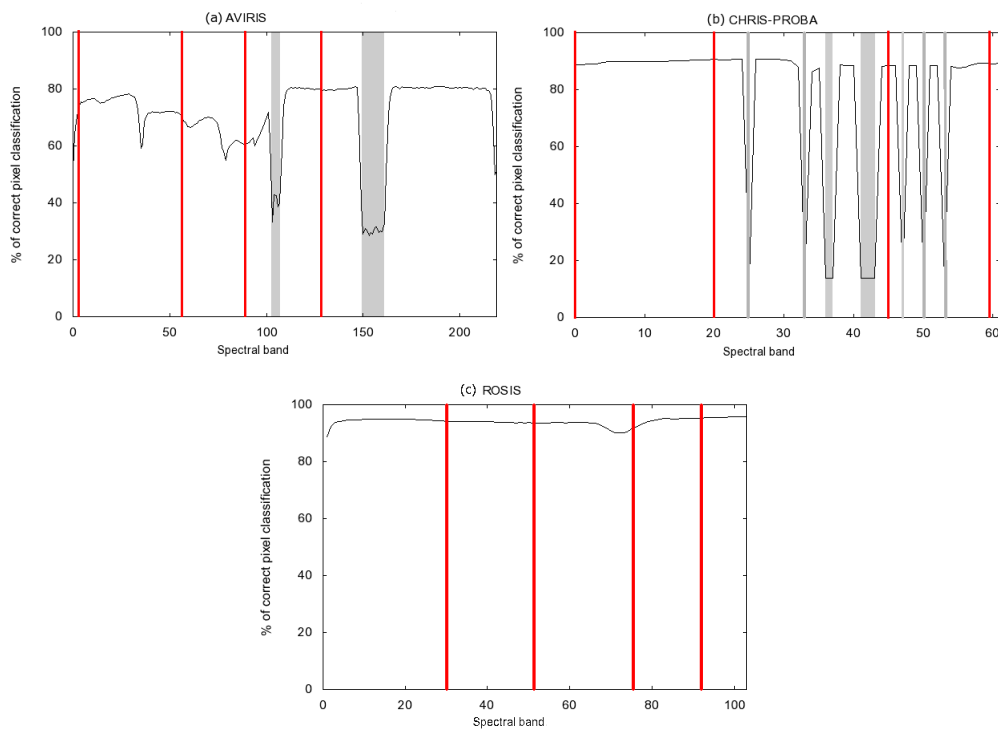 (a) AVIRIS
% of correct pixel classification
100
80
60
40
20
0
0 50 100 150 200
Spectral band
(b) CHRIS-PROBA
% of correct pixel classification
100
80
60
40
20
0
0 10 20 30 40 50 60
Spectral band
(c) ROSIS
% of correct pixel classification
100
80
60
40
20
0
0 20 40 60 80 100
Spectral band